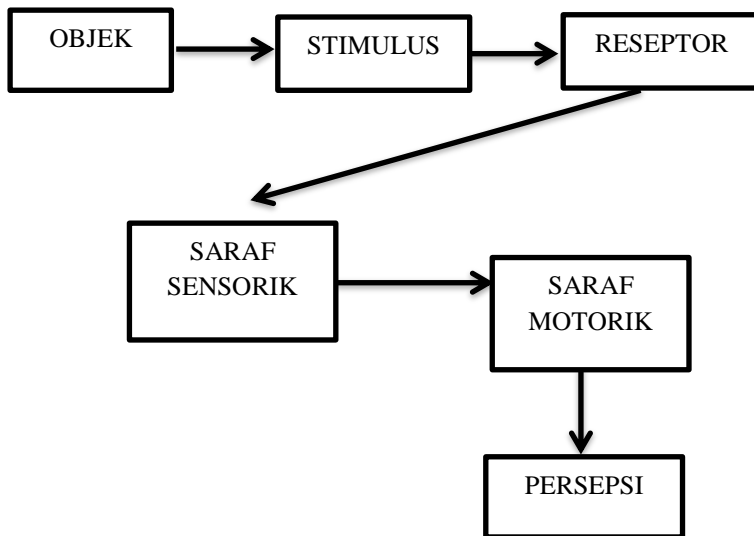 OBJEK
STIMULUS
RESEPTOR
SARAF
SENSORIK
SARAF
MOTORIK
PERSEPSI